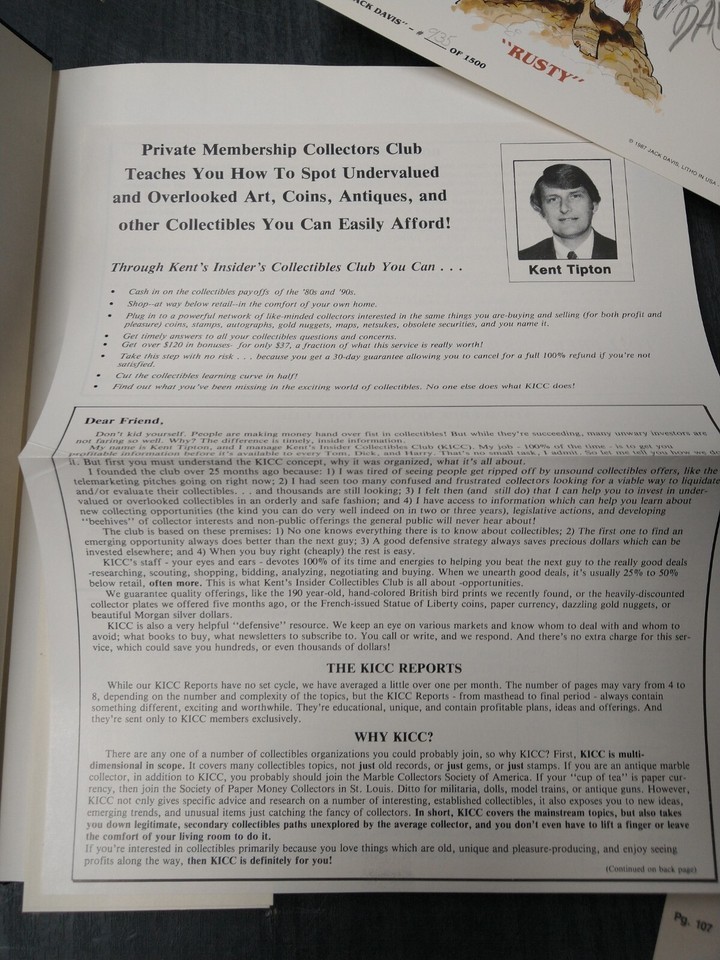 JACK DAVIS" - # 935 OF 1500
"RUSTY"
© 1987 JACK DAVIS, LITHO IN USA
Private Membership Collectors Club
Teaches You How To Spot Undervalued
and Overlooked Art, Coins, Antiques, and
other Collectibles You Can Easily Afford!
Kent Tipton
Through Kent's Insider's Collectibles Club You Can . . .
• Cash in on the collectibles payoffs of the '80s and '90s.
• Shop--at way below retail--in the comfort of your own home.
• Plug in to a powerful network of like-minded collectors interested in the same things you are-buying and selling (for both profit and
pleasure) coins, stamps, autographs, gold nuggets, maps, netsukes, obsolete securities, and you name it.
• Get timely answers to all your collectibles questions and concerns.
• Get over $120 in bonuses- for only $37, a fraction of what this service is really worth!
• Take this step with no risk . . . because you get a 30-day guarantee allowing you to cancel for a full 100% refund if you're not
satisfied.
• Cut the collectibles learning curve in half!
• Find out what you've been missing in the exciting world of collectibles. No one else does what KICC does!
Dear Friend,
Don't kid yourself. People are making money hand over fist in collectibles! But while they're succeeding, many unwary investors are
not faring so well. Why? The difference is timely, inside information.
My name is Kent Tipton, and I manage Kent's Insider Collectibles Club (KICC). My job - 100% of the time - is to get you
profitable information before it's available to every Tom, Dick, and Harry. That's no small task, I admit. So let me tell you how we do
it. But first you must understand the KICC concept, why it was organized, what it's all about.
I founded the club over 25 months ago because: 1) I was tired of seeing people get ripped off by unsound collectibles offers, like the
telemarketing pitches going on right now; 2) I had seen too many confused and frustrated collectors looking for a viable way to liquidate
and/or evaluate their collectibles. . . and thousands are still looking; 3) I felt then (and still do) that I can help you to invest in under-
valued or overlooked collectibles in an orderly and safe fashion; and 4) I have access to information which can help you learn about
new collecting opportunities (the kind you can do very well indeed on in two or three years), legislative actions, and developing
"beehives" of collector interests and non-public offerings the general public will never hear about!
The club is based on these premises: 1) No one knows everything there is to know about collectibles; 2) The first one to find an
emerging opportunity always does better than the next guy; 3) A good defensive strategy always saves precious dollars which can be
invested elsewhere; and 4) When you buy right (cheaply) the rest is easy.
KICC's staff - your eyes and ears - devotes 100% of its time and energies to helping you beat the next guy to the really good deals
-researching, scouting, shopping, bidding, analyzing, negotiating and buying. When we unearth good deals, it's usually 25% to 50%
below retail, often more. This is what Kent's Insider Collectibles Club is all about -opportunities.
We guarantee quality offerings, like the 190 year-old, hand-colored British bird prints we recently found, or the heavily-discounted
collector plates we offered five months ago, or the French-issued Statue of Liberty coins, paper currency, dazzling gold nuggets, or
beautiful Morgan silver dollars.
KICC is also a very helpful "defensive" resource. We keep an eye on various markets and know whom to deal with and whom to
avoid; what books to buy, what newsletters to subscribe to. You call or write, and we respond. And there's no extra charge for this ser-
vice, which could save you hundreds, or even thousands of dollars!
THE KICC REPORTS
While our KICC Reports have no set cycle, we have averaged a little over one per month. The number of pages may vary from 4 to
8, depending on the number and complexity of the topics, but the KICC Reports - from masthead to final period - always contain
something different, exciting and worthwhile. They're educational, unique, and contain profitable plans, ideas and offerings. And
they're sent only to KICC members exclusively.
WHY KICC?
There are any one of a number of collectibles organizations you could probably join, so why KICC? First, KICC is multi-
dimensional in scope. It covers many collectibles topics, not just old records, or just gems, or just stamps. If you are an antique marble
collector, in addition to KICC, you probably should join the Marble Collectors Society of America. If your "cup of tea" is paper cur-
rency, then join the Society of Paper Money Collectors in St. Louis. Ditto for militaria, dolls, model trains, or antique guns. However,
KICC not only gives specific advice and research on a number of interesting, established collectibles, it also exposes you to new ideas,
emerging trends, and unusual items just catching the fancy of collectors. In short, KICC covers the mainstream topics, but also takes
you down legitimate, secondary collectibles paths unexplored by the average collector, and you don't even have to lift a finger or leave
the comfort of your living room to do it.
If you're interested in collectibles primarily because you love things which are old, unique and pleasure-producing, and enjoy seeing
profits along the way, then KICC is definitely for you!
(Continued on back page)
Pg. 107